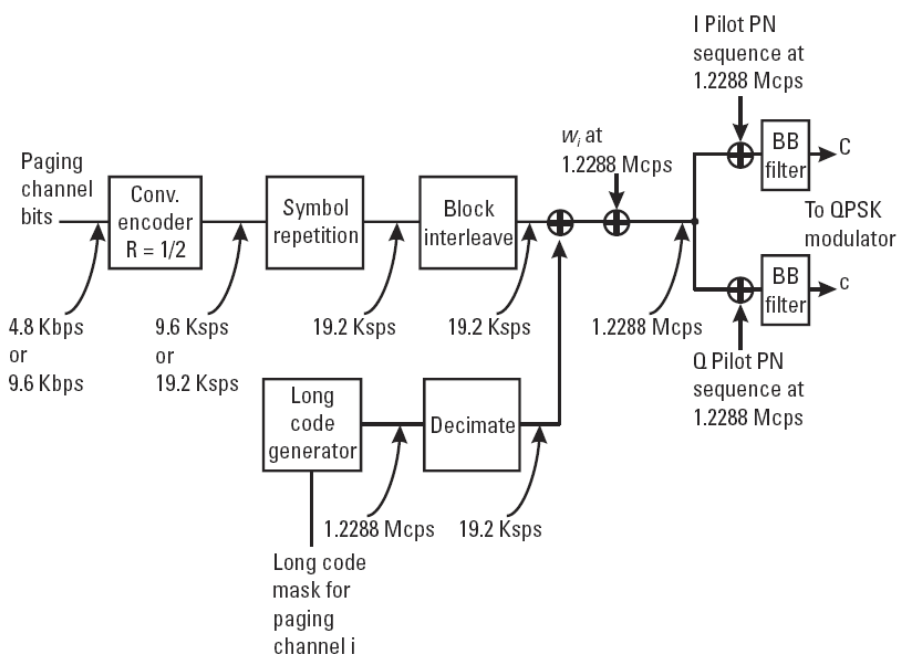 I Pilot PN
sequence at
1.2288 Mcps
w_i at
1.2288 Mcps
BB
filter
C
Paging
channel
bits
Conv.
encoder
R = 1/2
Symbol
repetition
Block
interleave
To QPSK
modulator
BB
filter
c
4.8 Kbps
or
9.6 Kbps
9.6 Ksps
or
19.2 Ksps
19.2 Ksps
19.2 Ksps
1.2288 Mcps
Q Pilot PN
sequence at
1.2288 Mcps
Long
code
generator
Decimate
1.2288 Mcps
19.2 Ksps
Long code
mask for
paging
channel i